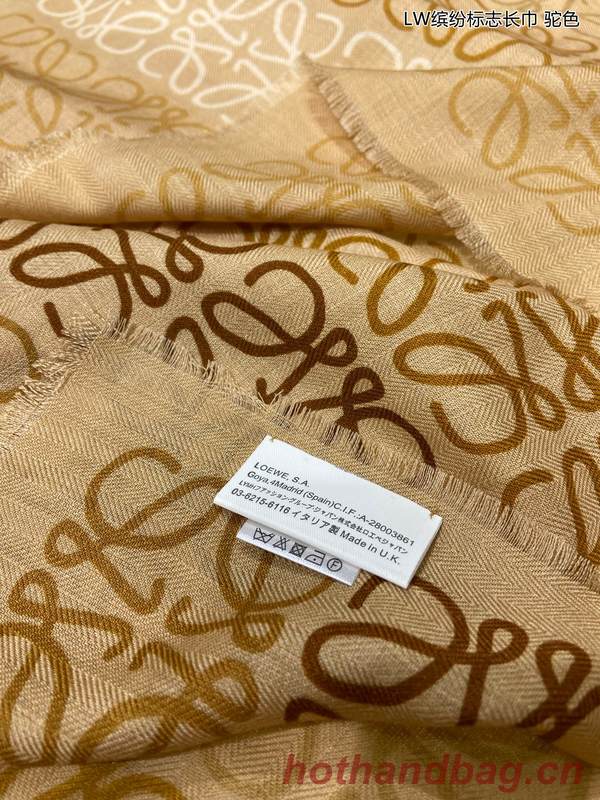 LW缤纷标志长巾 驼色
LOEWE, S.A.
Goya,4Madrid (Spain)C.I.F.:A-28003861
LVMHファッション・グループ・ジャパン株式会社ロエベジャパン
03-6215-6116 イタリア製 Made in U.K.
hothandbag.cn